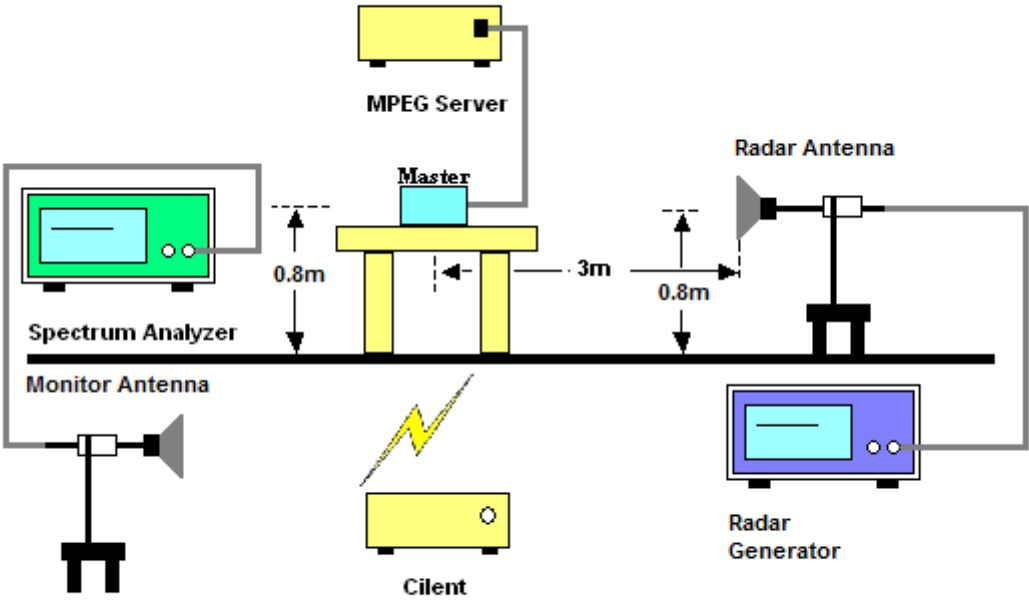 MPEG Server
Radar Antenna
Master
0.8m
3m
0.8m
Spectrum Analyzer
Monitor Antenna
Radar
Generator
Cilent